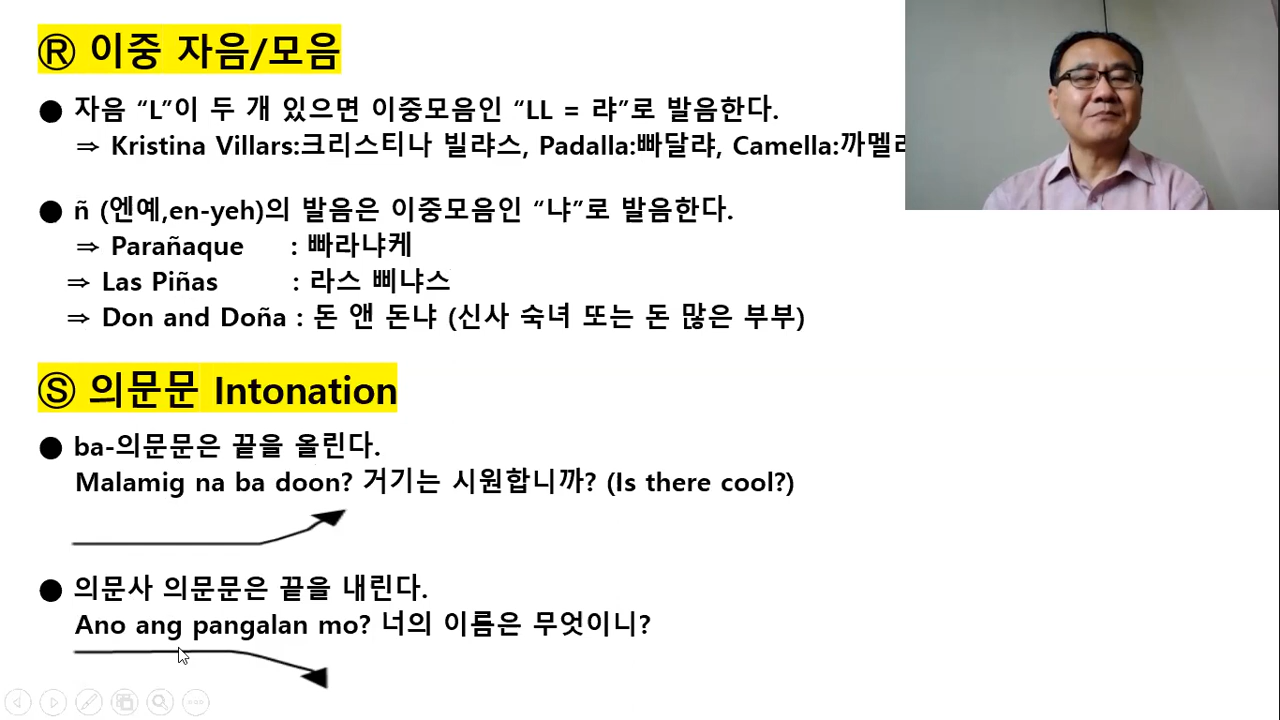 Ⓡ 이중 자음/모음
● 자음 “L”이 두 개 있으면 이중모음인 “LL = 랴”로 발음한다.
⇒ Kristina Villars:크리스티나 빌랴스, Padalla:빠달랴, Camella:까멜
● ñ (엔예,en-yeh)의 발음은 이중모음인 “냐”로 발음한다.
⇒ Parañaque : 빠라냐케
⇒ Las Piñas : 라스 삐냐스
⇒ Don and Doña : 돈 앤 돈냐 (신사 숙녀 또는 돈 많은 부부)
Ⓢ 의문문 Intonation
● ba-의문문은 끝을 올린다.
Malamig na ba doon? 거기는 시원합니까? (Is there cool?)
● 의문사 의문문은 끝을 내린다.
Ano ang pangalan mo? 너의 이름은 무엇이니?